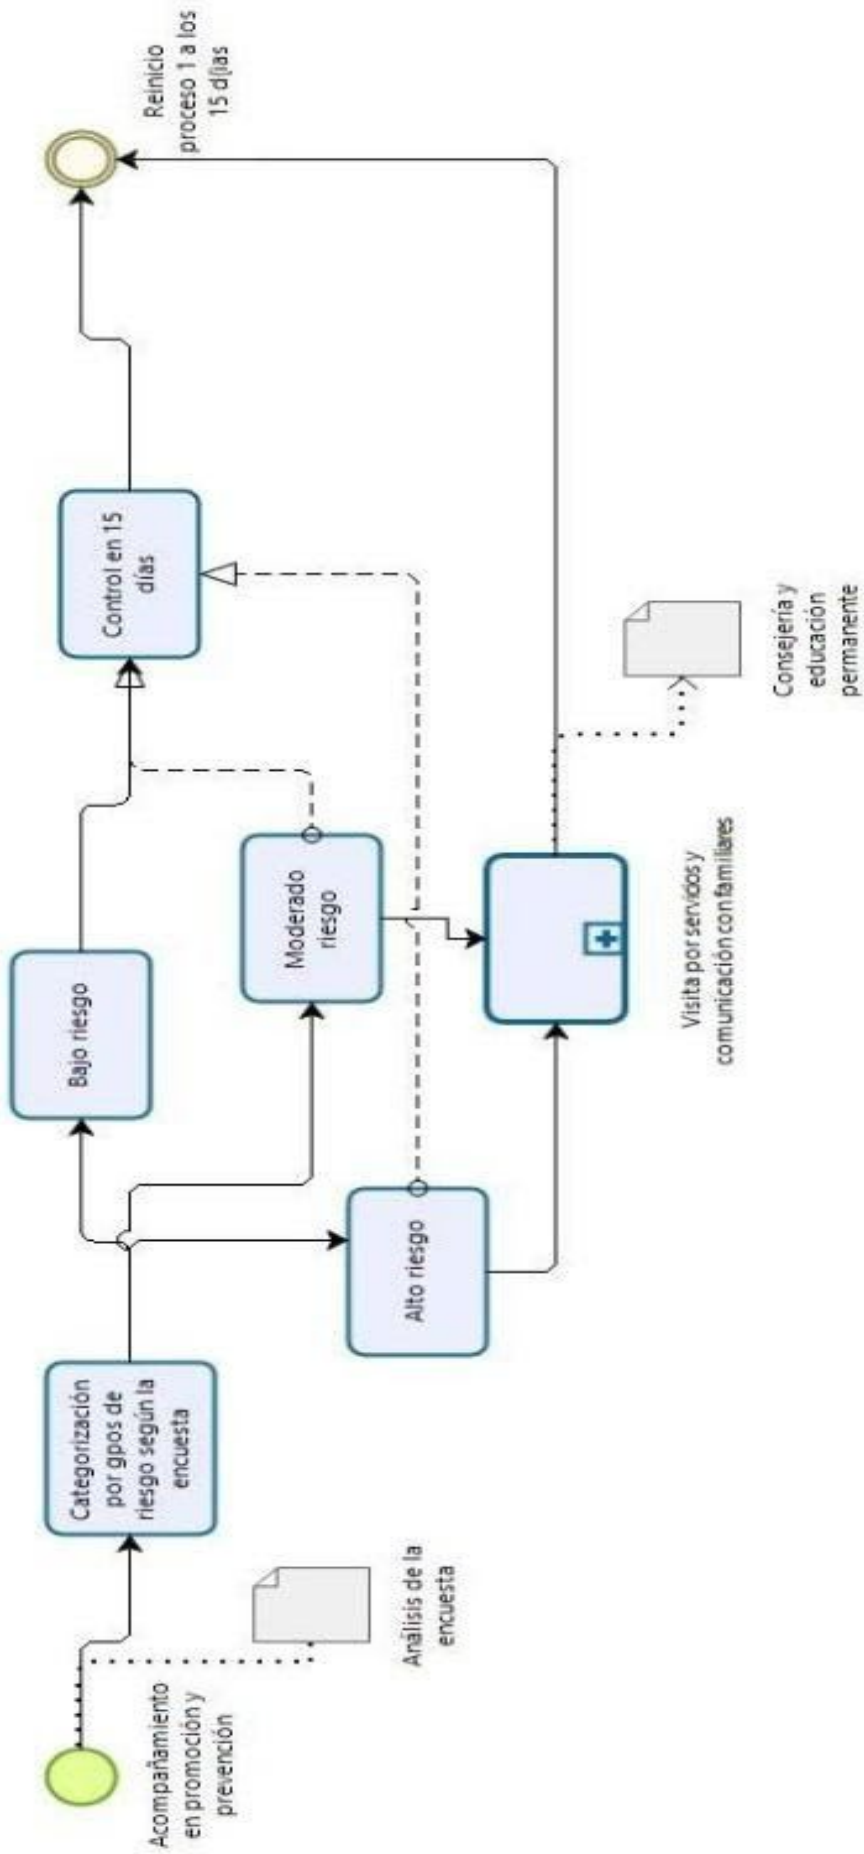 Acompañamiento
en promoción y
prevención
Análisis de la
encuesta
Categorización
por gpos de
riesgo según la
encuesta
Bajo riesgo
Moderado
riesgo
Alto riesgo
Control en 15
días
Visita por servidos y
comunicación con familiares
Consejería y
educación
permanente
Reinicio
proceso 1 a los
15 d{ias